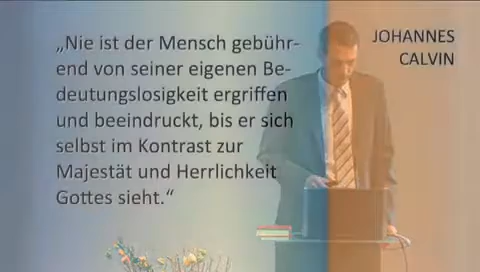 „Nie ist der Mensch gebühr-
end von seiner eigenen Be-
deutungslosigkeit ergriffen
und beeindruckt, bis er sich
selbst im Kontrast zur
Majestät und Herrlichkeit
Gottes sieht.“
JOHANNES
CALVIN